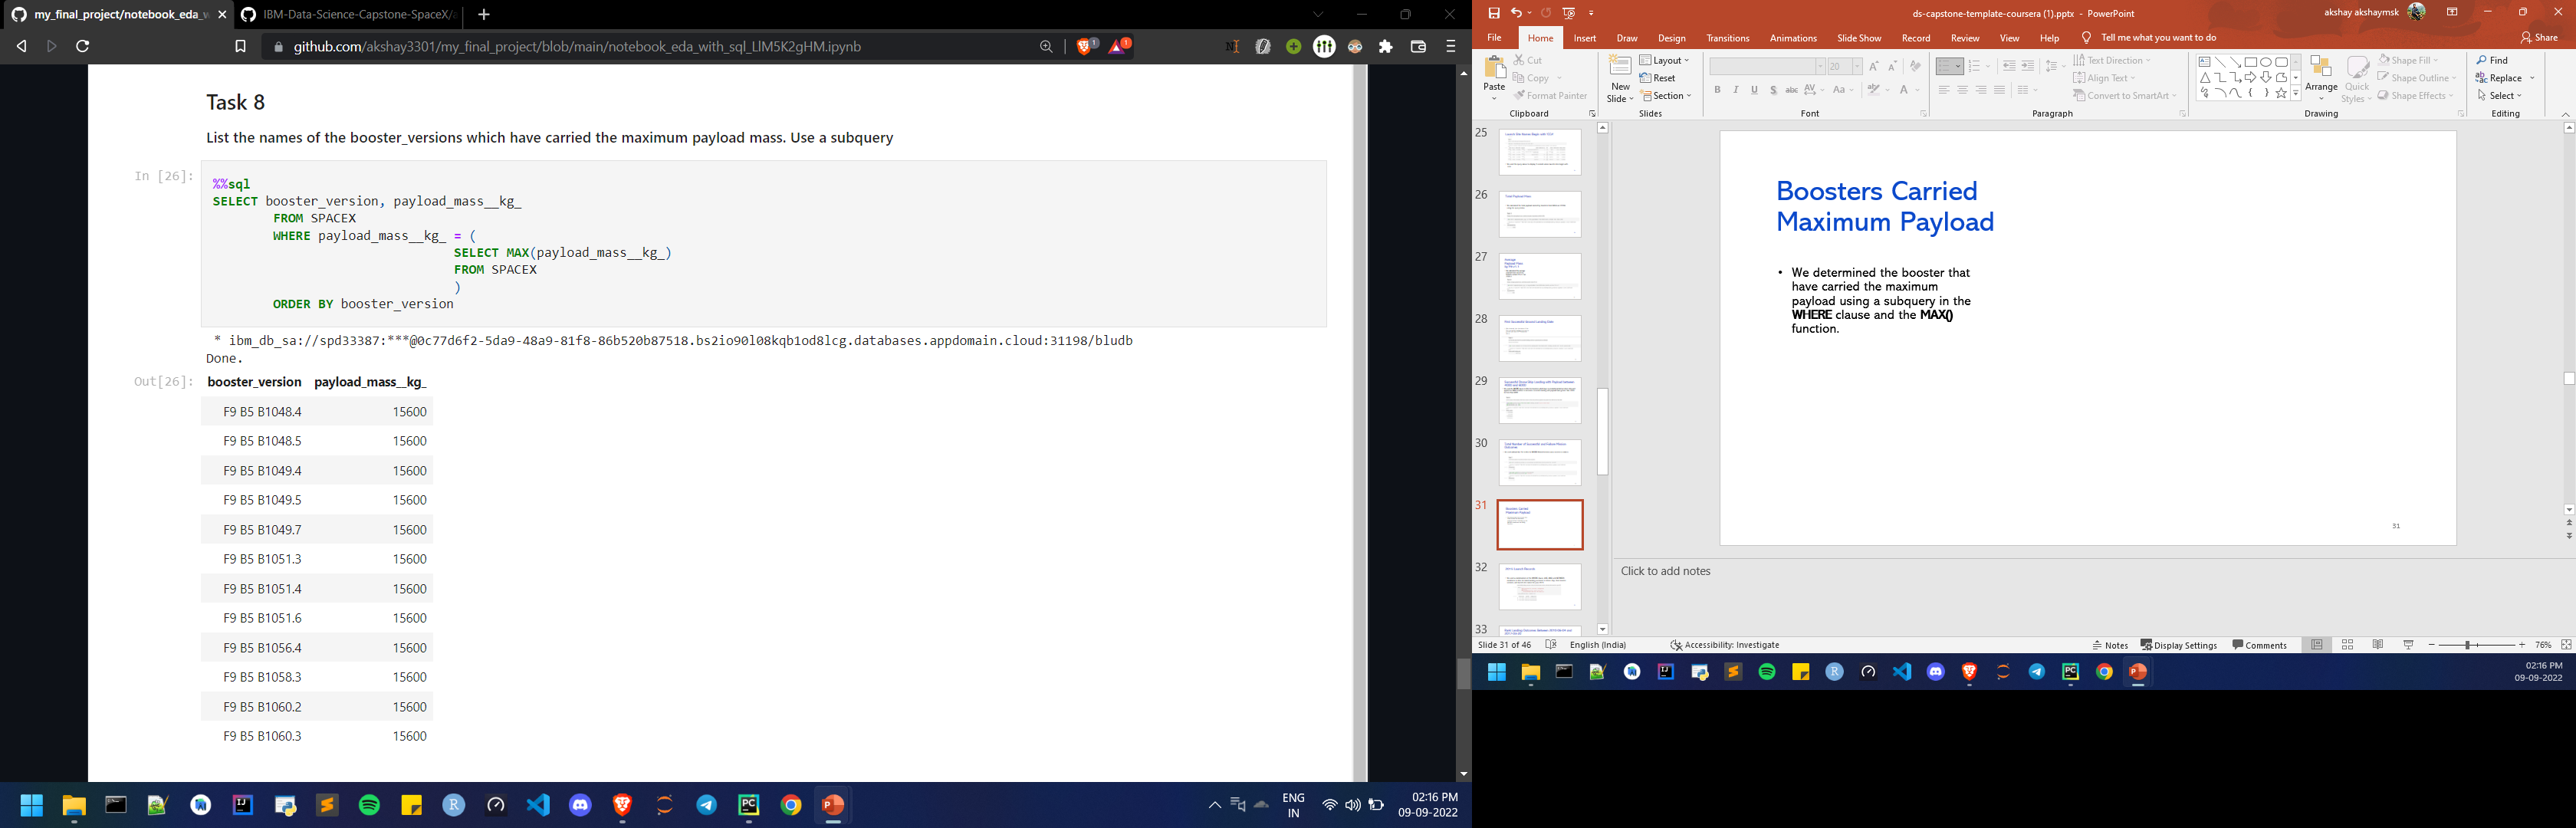 my_final_project/notebook_eda_w
IBM-Data-Science-Capstone-SpaceX/
github.com/akshay3301/my_final_project/blob/main/notebook_eda_with_sql_LIM5K2gHM.ipynb
Task 8
List the names of the booster_versions which have carried the maximum payload mass. Use a subquery
In [26]:
%%sql
SELECT booster_version, payload_mass__kg_
FROM SPACEX
WHERE payload_mass__kg_ = (
SELECT MAX(payload_mass__kg_)
FROM SPACEX
)
ORDER BY booster_version
* ibm_db_sa://spd33387:***@0c77d6f2-5da9-48a9-81f8-86b520b87518.bs2io90l08kqb1od8lcg.databases.appdomain.cloud:31198/bludb
Done.
Out[26]: booster_version payload_mass__kg_
F9 B5 B1048.4 15600
F9 B5 B1048.5 15600
F9 B5 B1049.4 15600
F9 B5 B1049.5 15600
F9 B5 B1049.7 15600
F9 B5 B1051.3 15600
F9 B5 B1051.4 15600
F9 B5 B1051.6 15600
F9 B5 B1056.4 15600
F9 B5 B1058.3 15600
F9 B5 B1060.2 15600
F9 B5 B1060.3 15600
ENG
IN
02:16 PM
09-09-2022
ds-capstone-template-coursera (1).pptx - PowerPoint
akshay akshaymsk
File Home Insert Draw Design Transitions Animations Slide Show Record Review View Help Tell me what you want to do Share
Paste
Cut
Copy
Format Painter
Clipboard
New
Slide
Layout
Reset
Section
Slides
20
Font
Text Direction
Align Text
Convert to SmartArt
Paragraph
Arrange
Quick
Styles
Shape Fill
Shape Outline
Shape Effects
Drawing
Find
Replace
Select
Editing
25
26
27
28
29
30
31
32
33
Boosters Carried
Maximum Payload
• We determined the booster that
have carried the maximum
payload using a subquery in the
WHERE clause and the MAX()
function.
31
Click to add notes
Slide 31 of 46 English (India) Accessibility: Investigate Notes Display Settings Comments 76%
02:16 PM
09-09-2022